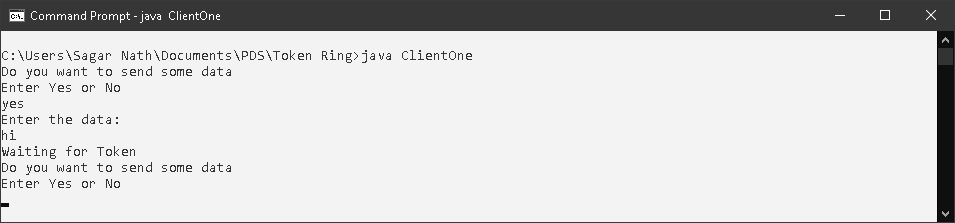 Command Prompt - java ClientOne
C:\Users\Sagar Nath\Documents\PDS\Token Ring>java ClientOne
Do you want to send some data
Enter Yes or No
yes
Enter the data:
hi
Waiting for Token
Do you want to send some data
Enter Yes or No